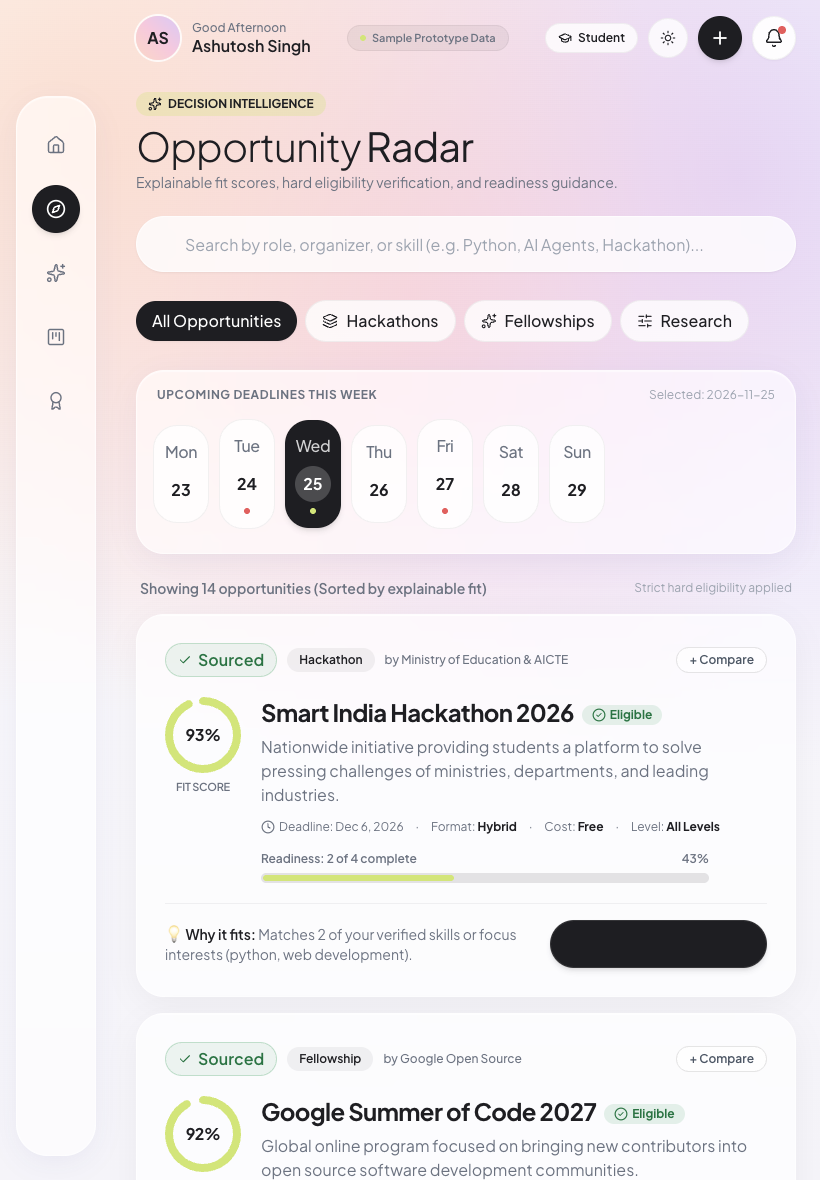 AS
Good Afternoon
Ashutosh Singh
Sample Prototype Data
Student
DECISION INTELLIGENCE
Opportunity Radar
Explainable fit scores, hard eligibility verification, and readiness guidance.
Search by role, organizer, or skill (e.g. Python, AI Agents, Hackathon)...
All Opportunities
Hackathons
Fellowships
Research
UPCOMING DEADLINES THIS WEEK
Selected: 2026-11-25
Mon Tue Wed Thu Fri Sat Sun
23 24 25 26 27 28 29
Showing 14 opportunities (Sorted by explainable fit)
Strict hard eligibility applied
Sourced
Hackathon
by Ministry of Education & AICTE
+ Compare
93%
FIT SCORE
Smart India Hackathon 2026
Eligible
Nationwide initiative providing students a platform to solve
pressing challenges of ministries, departments, and leading
industries.
Deadline: Dec 6, 2026 · Format: Hybrid · Cost: Free · Level: All Levels
Readiness: 2 of 4 complete
43%
💡 Why it fits: Matches 2 of your verified skills or focus
interests (python, web development).
Sourced
Fellowship
by Google Open Source
+ Compare
92%
Google Summer of Code 2027
Eligible
Global online program focused on bringing new contributors into
open source software development communities.